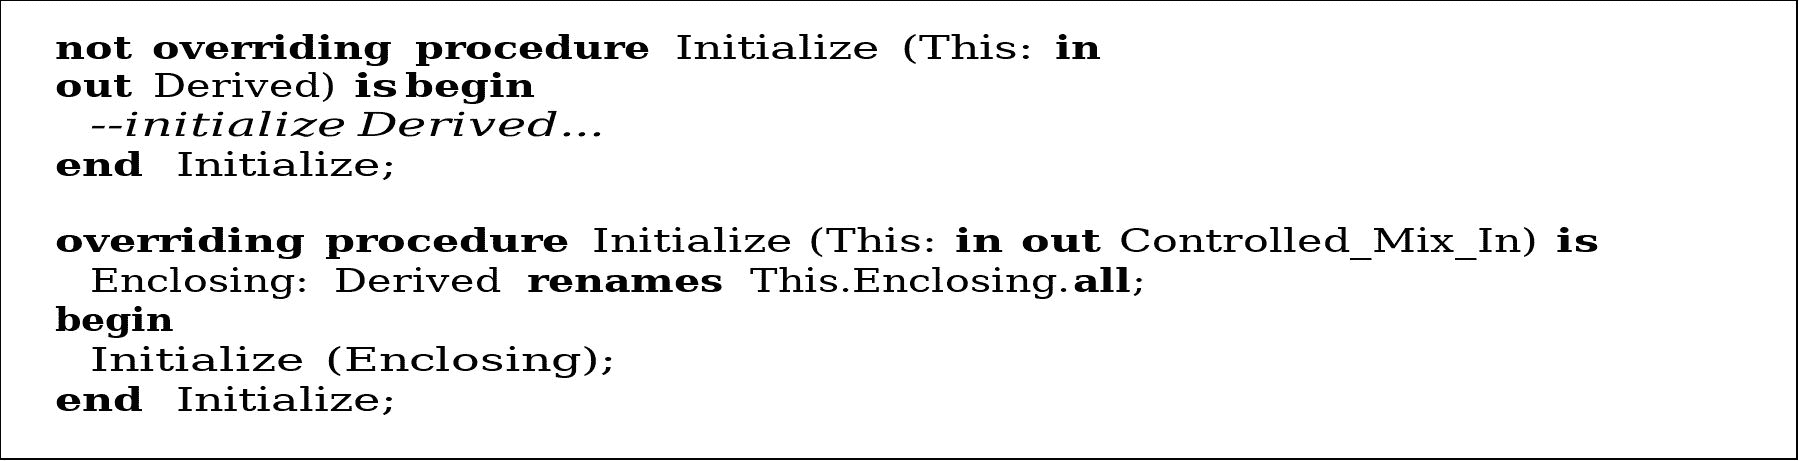 not overriding procedure Initialize (This: in
out Derived) is begin
--initialize Derived...
end Initialize;
overriding procedure Initialize (This: in out Controlled_Mix_In) is
Enclosing: Derived renames This.Enclosing.all;
begin
Initialize (Enclosing);
end Initialize;